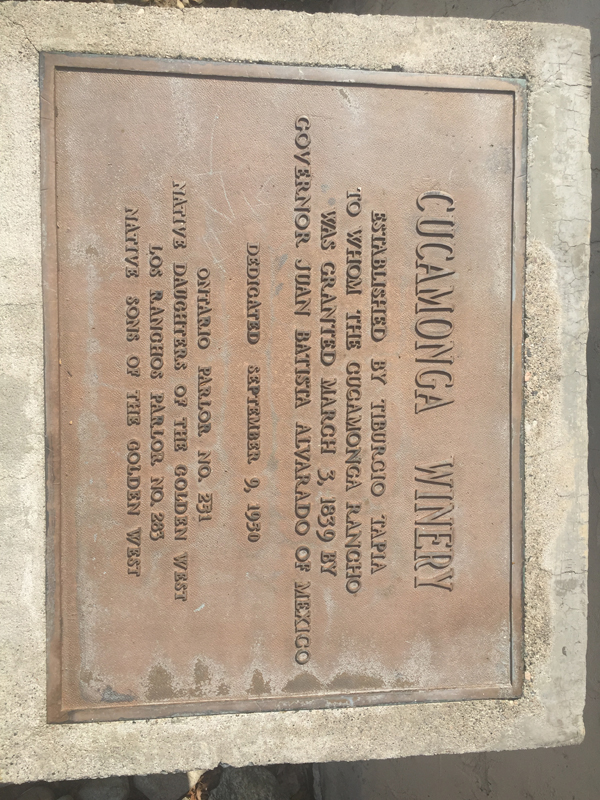 CUCAMONGA WINERY
ESTABLISHED BY TIBURCIO TAPIA
TO WHOM THE CUCAMONGA RANCHO
WAS GRANTED MARCH 3, 1839 BY
GOVERNOR JUAN BATISTA ALVARADO OF MEXICO
DEDICATED SEPTEMBER 9, 1950
ONTARIO PARLOR NO. 251
NATIVE DAUGHTERS OF THE GOLDEN WEST
LOS RANCHOS PARLOR NO. 283
NATIVE SONS OF THE GOLDEN WEST